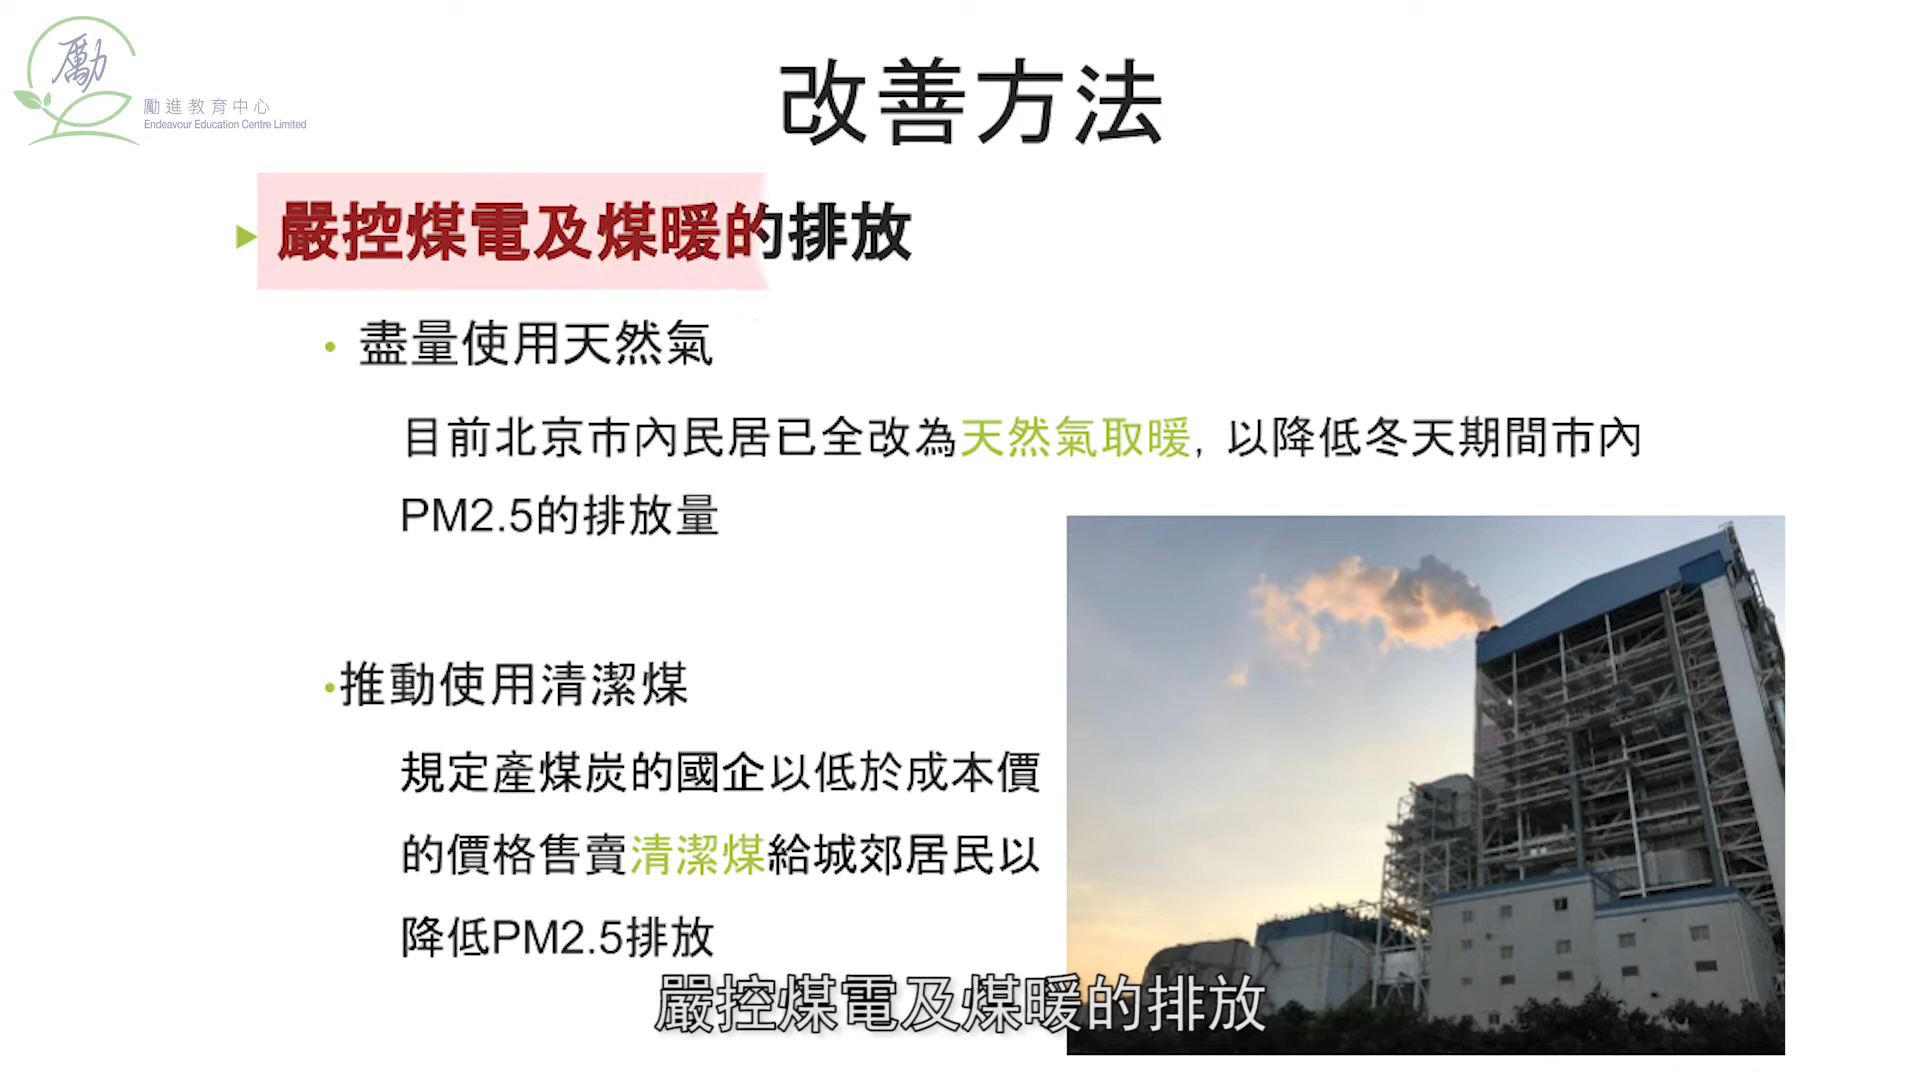 勵
勵進教育中心
Endeavour Education Centre Limited
改善方法
嚴控煤電及煤暖的排放
盡量使用天然氣
目前北京市內民居已全改為天然氣取暖, 以降低冬天期間市內
PM2.5的排放量
推動使用清潔煤
規定產煤炭的國企以低於成本價
的價格售賣清潔煤給城郊居民以
降低PM2.5排放
嚴控煤電及煤暖的排放